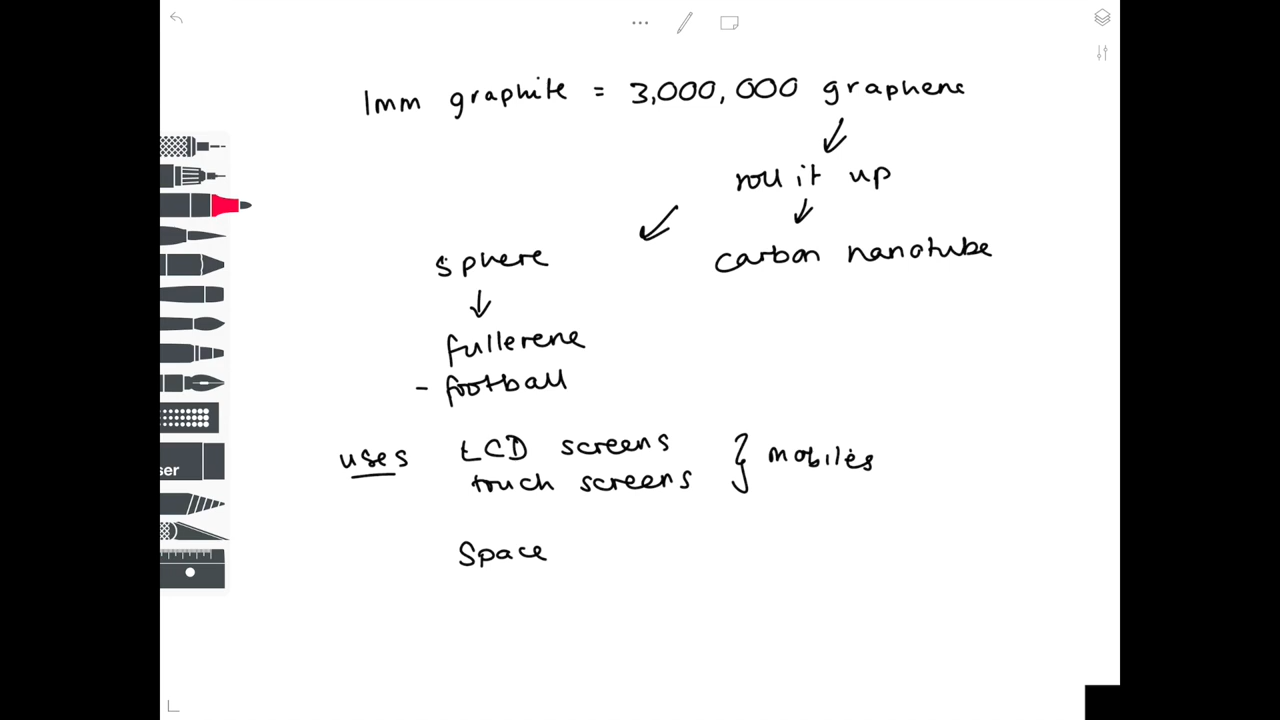 1mm graphite = 3,000,000 graphene
roll it up
carbon nanotube
sphere
fullerene
- football
uses LCD screens } mobiles
touch screens
Space
ser